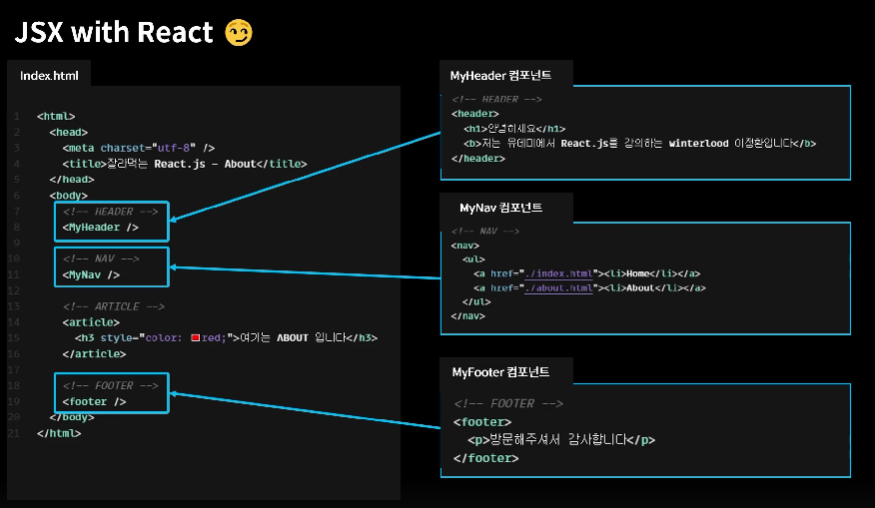 JSX with React 😏
Index.html
1 <html>
2 <head>
3 <meta charset="utf-8" />
4 <title>잘라먹는 React.js - About</title>
5 </head>
6 <body>
7 <!-- HEADER -->
8 <MyHeader />
9
10 <!-- NAV -->
11 <MyNav />
12
13 <!-- ARTICLE -->
14 <article>
15 <h3 style="color: red;">여기는 ABOUT 입니다</h3>
16 </article>
17
18 <!-- FOOTER -->
19 <footer />
20 </body>
21 </html>
MyHeader 컴포넌트
<!-- HEADER -->
<header>
<h1>안녕하세요</h1>
<b>저는 유데미에서 React.js를 강의하는 winterlood 이정환입니다</b>
</header>
MyNav 컴포넌트
<!-- NAV -->
<nav>
<ul>
<a href="./index.html"><li>Home</li></a>
<a href="./about.html"><li>About</li></a>
</ul>
</nav>
MyFooter 컴포넌트
<!-- FOOTER -->
<footer>
<p>방문해주셔서 감사합니다</p>
</footer>